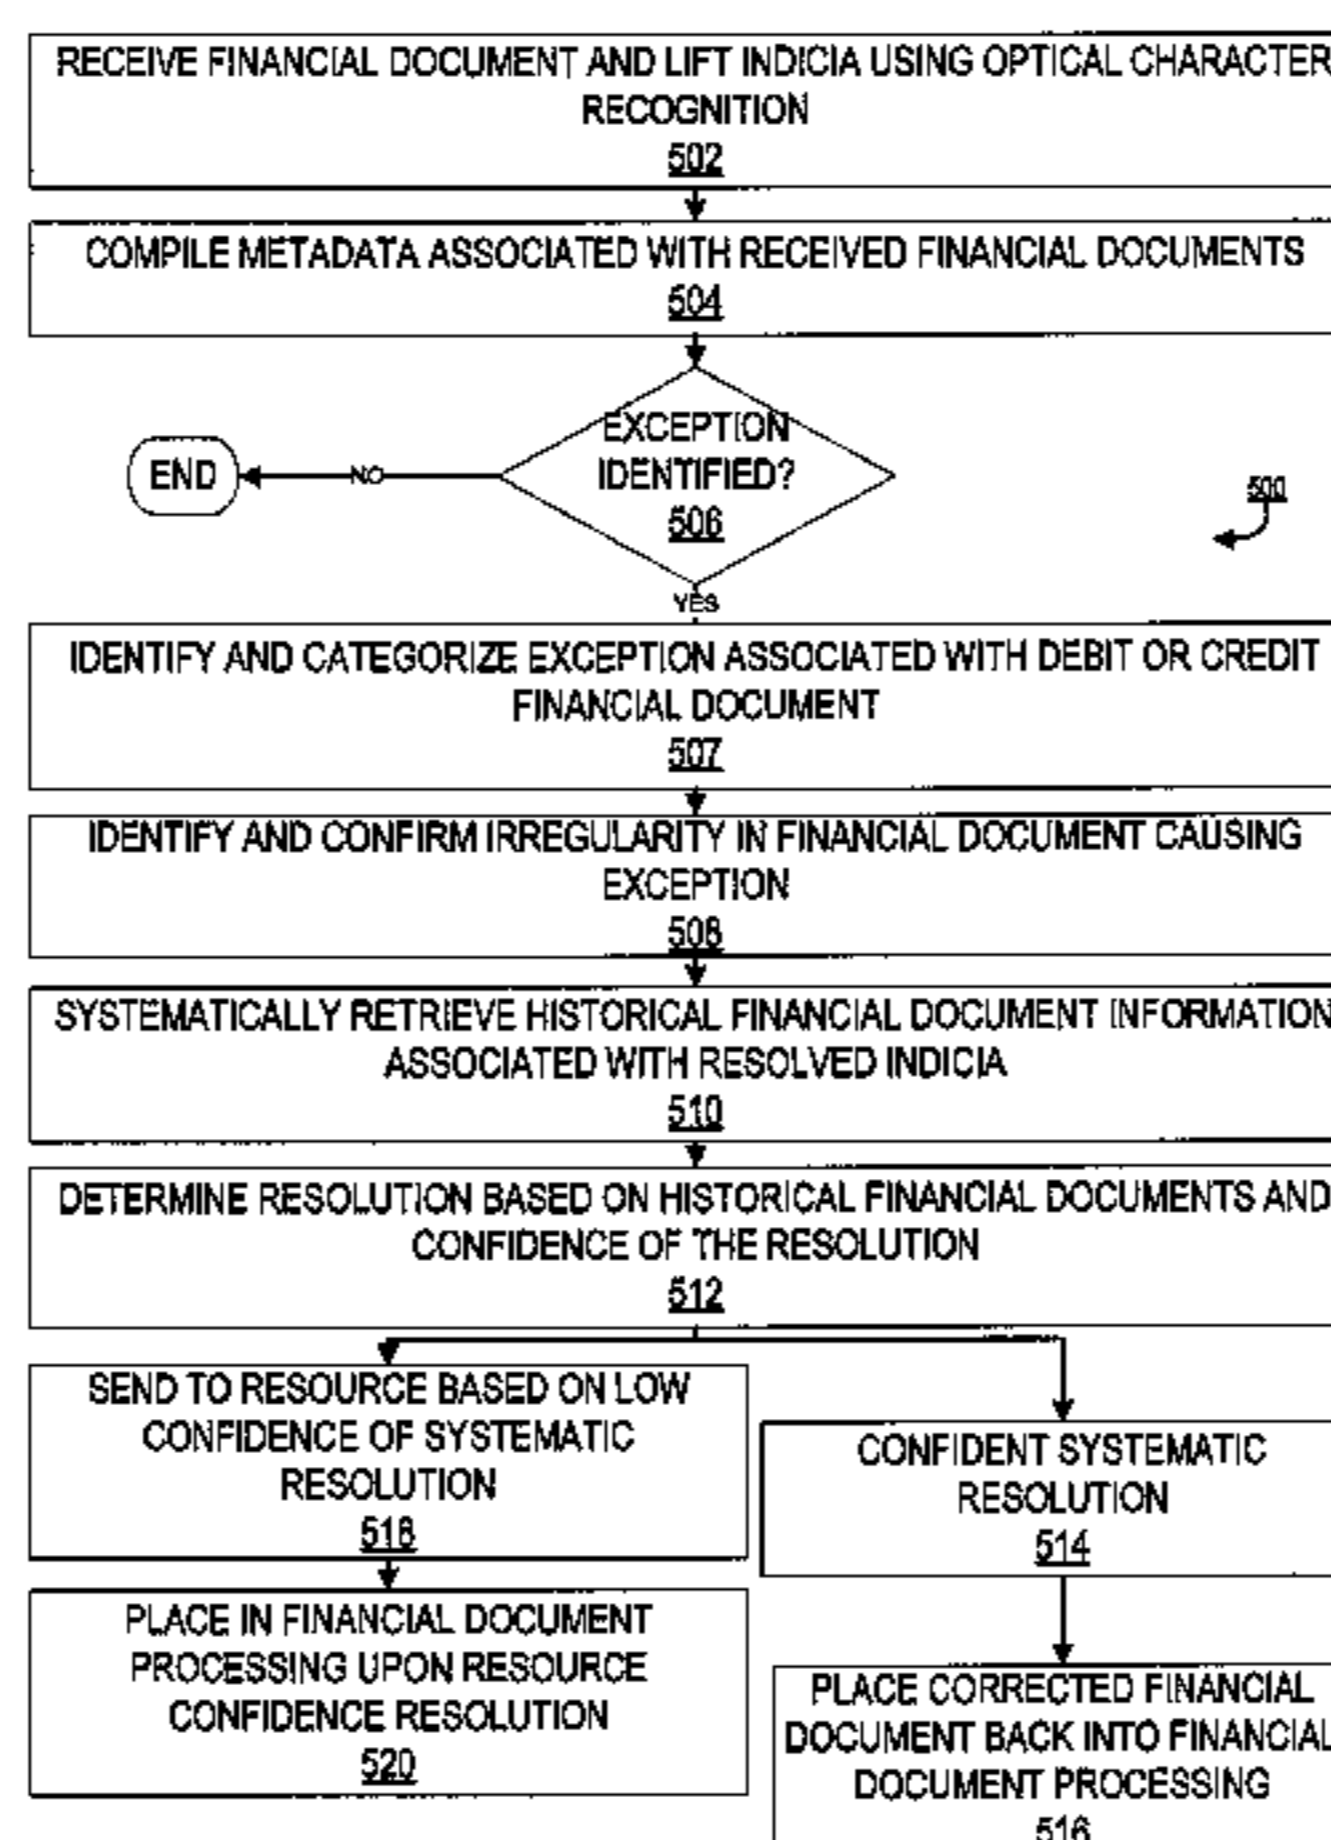 RECEIVE FINANCIAL DOCUMENT AND LIFT INDICIA USING OPTICAL CHARACTER
RECOGNITION
502
COMPILE METADATA ASSOCIATED WITH RECEIVED FINANCIAL DOCUMENTS
504
EXCEPTION
IDENTIFIED?
506
NO
END
500
YES
IDENTIFY AND CATEGORIZE EXCEPTION ASSOCIATED WITH DEBIT OR CREDIT
FINANCIAL DOCUMENT
507
IDENTIFY AND CONFIRM IRREGULARITY IN FINANCIAL DOCUMENT CAUSING
EXCEPTION
508
SYSTEMATICALLY RETRIEVE HISTORICAL FINANCIAL DOCUMENT INFORMATION
ASSOCIATED WITH RESOLVED INDICIA
510
DETERMINE RESOLUTION BASED ON HISTORICAL FINANCIAL DOCUMENTS AND
CONFIDENCE OF THE RESOLUTION
512
SEND TO RESOURCE BASED ON LOW
CONFIDENCE OF SYSTEMATIC
RESOLUTION
518
CONFIDENT SYSTEMATIC
RESOLUTION
514
PLACE IN FINANCIAL DOCUMENT
PROCESSING UPON RESOURCE
CONFIDENCE RESOLUTION
520
PLACE CORRECTED FINANCIAL
DOCUMENT BACK INTO FINANCIAL
DOCUMENT PROCESSING
516